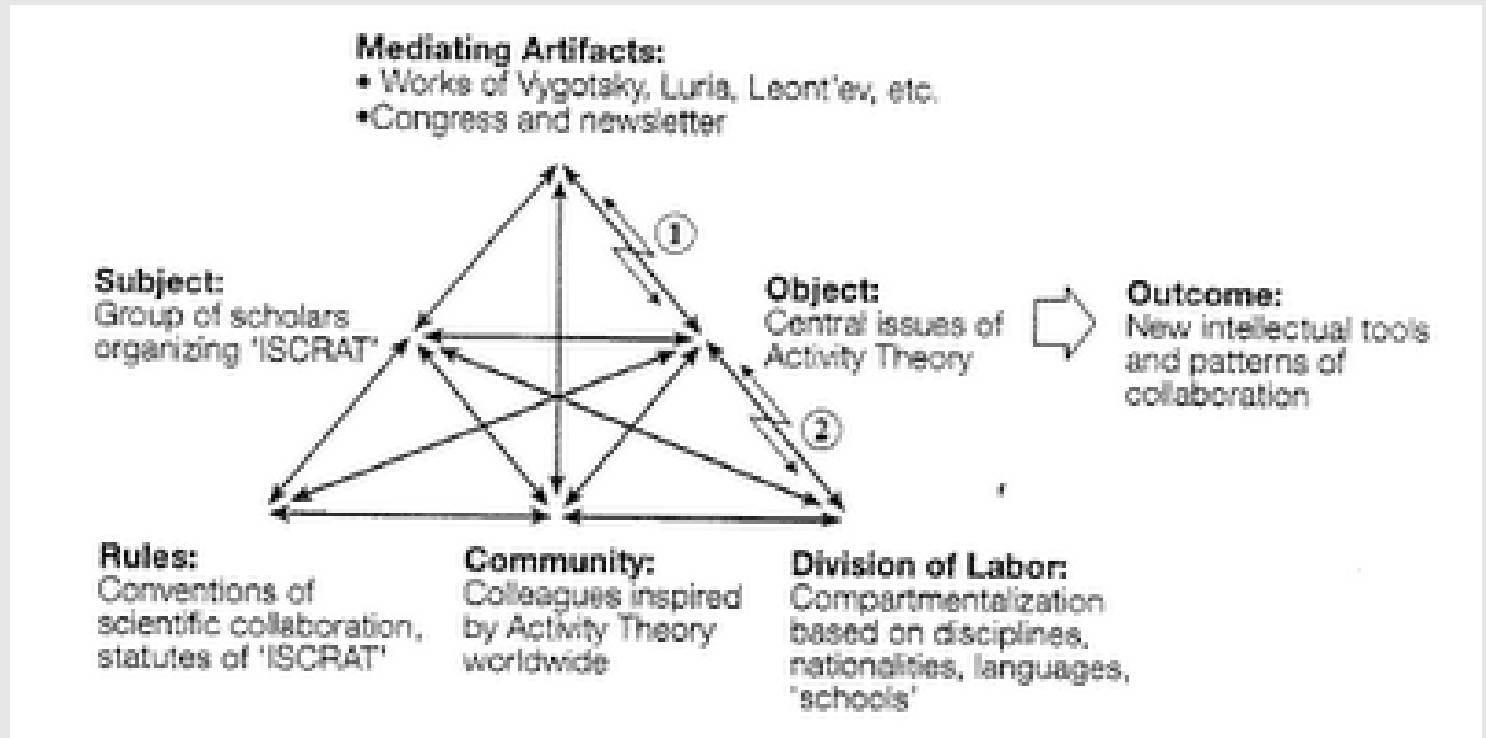 Mediating Artifacts:
• Works of Vygotsky, Luria, Leont'ev, etc.
•Congress and newsletter
①
Subject:
Group of scholars
organizing 'ISCRAT'
Object:
Central issues of
Activity Theory
Outcome:
New intellectual tools
and patterns of
collaboration
②
Rules:
Conventions of
scientific collaboration,
statutes of 'ISCRAT'
Community:
Colleagues inspired
by Activity Theory
worldwide
Division of Labor:
Compartmentalization
based on disciplines,
nationalities, languages,
'schools'